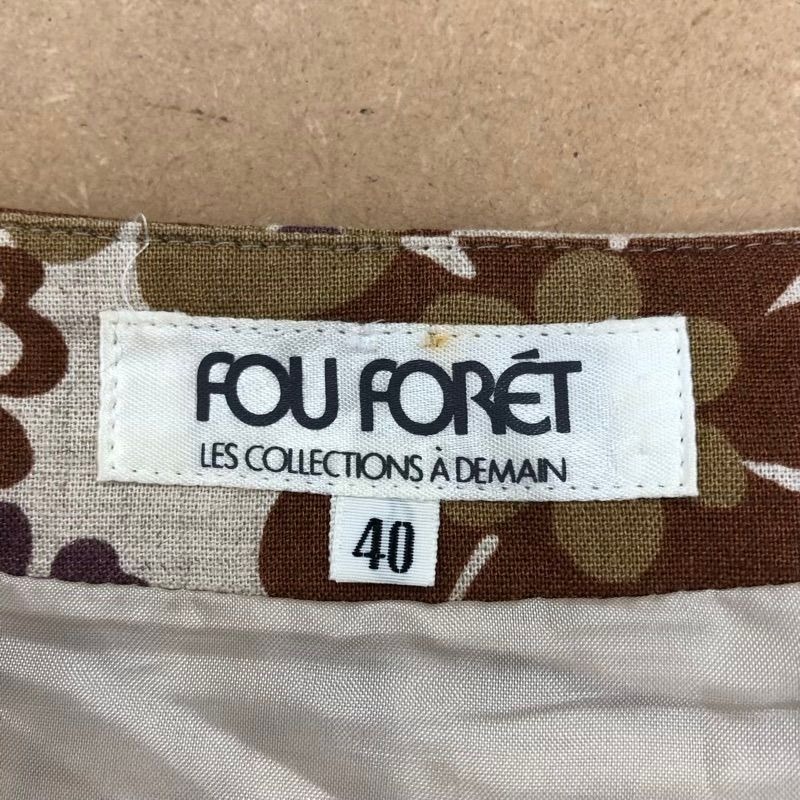 FOU FORÉT
LES COLLECTIONS À DEMAIN
40